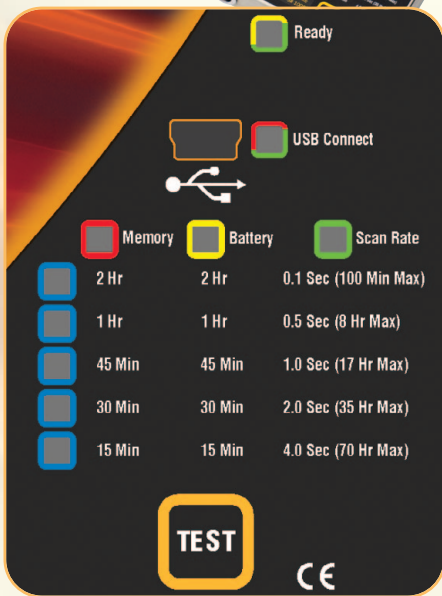 Ready
USB Connect
Memory Battery Scan Rate
2 Hr 2 Hr 0.1 Sec (100 Min Max)
1 Hr 1 Hr 0.5 Sec (8 Hr Max)
45 Min 45 Min 1.0 Sec (17 Hr Max)
30 Min 30 Min 2.0 Sec (35 Hr Max)
15 Min 15 Min 4.0 Sec (70 Hr Max)
TEST
CE